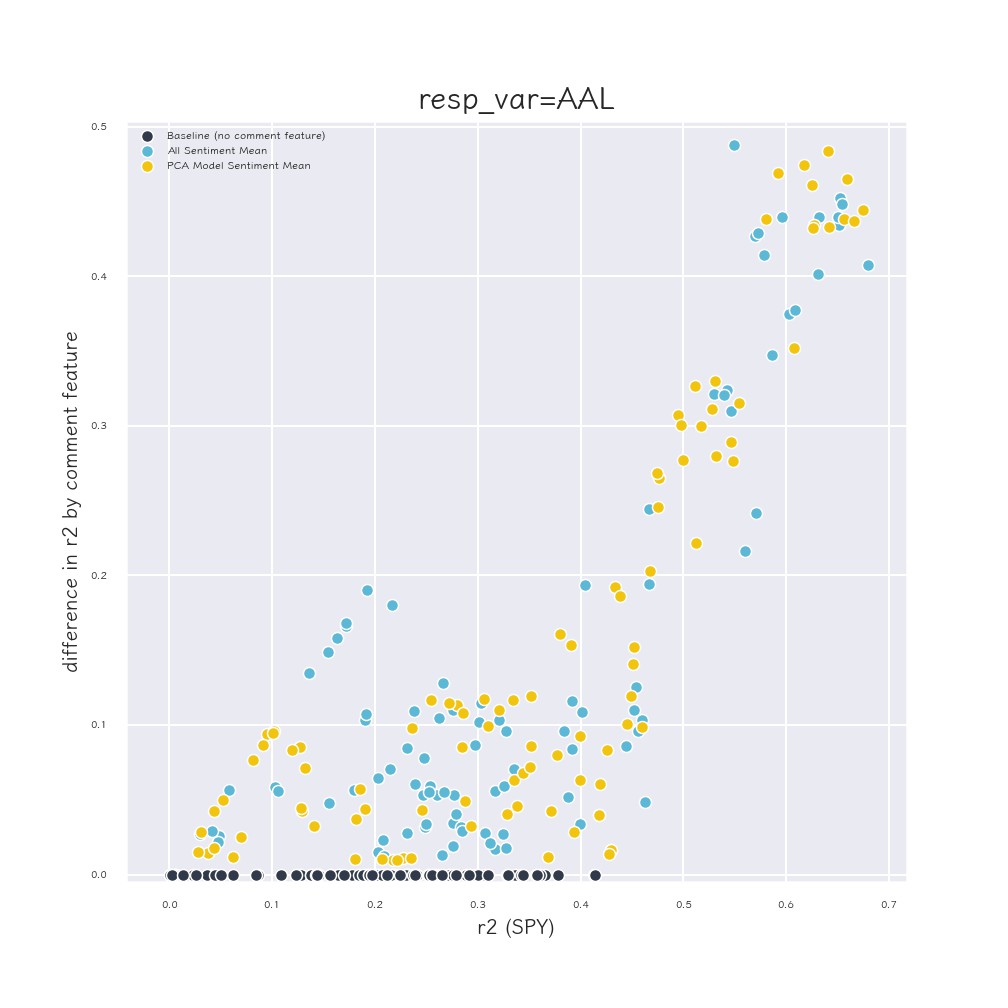 resp_var=AAL
Baseline (no comment feature)
All Sentiment Mean
PCA Model Sentiment Mean
0.5
0.4
0.3
0.2
0.1
0.0
difference in r2 by comment feature
0.0 0.1 0.2 0.3 0.4 0.5 0.6 0.7
r2 (SPY)